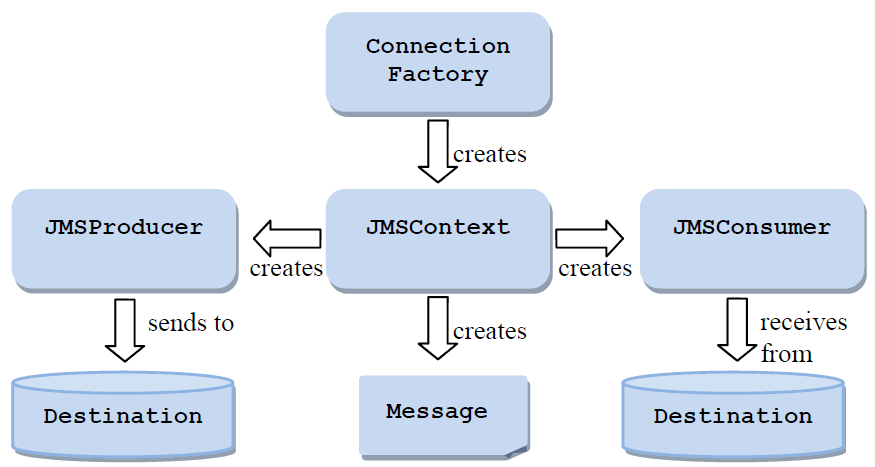 Connection
Factory
creates
JMSProducer
JMSContext
JMSConsumer
creates
creates
sends to
creates
receives
from
Destination
Message
Destination